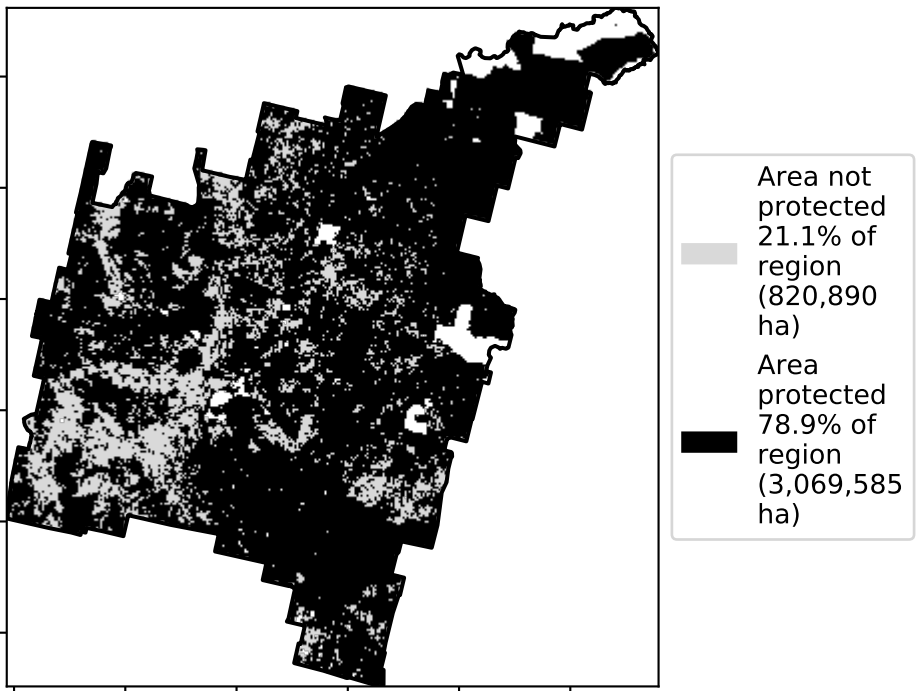 Area not
protected
21.1% of
region
(820,890
ha)
Area
protected
78.9% of
region
(3,069,585
ha)